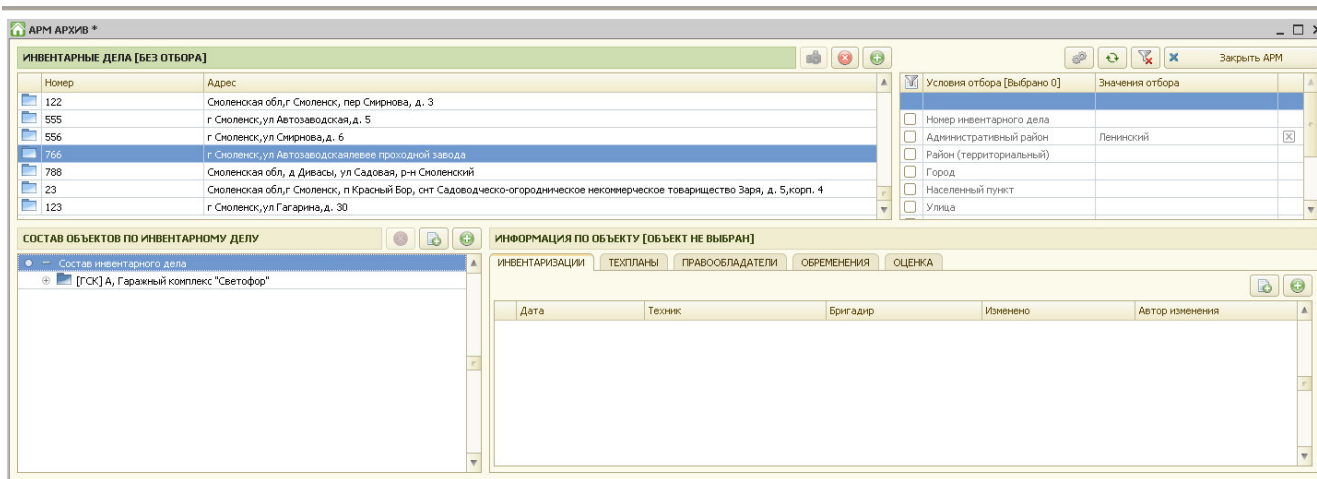 АРМ АРХИВ *
ИНВЕНТАРНЫЕ ДЕЛА [БЕЗ ОТБОРА]
Закрыть АРМ
Номер Адрес
122 Смоленская обл,г Смоленск, пер Смирнова, д. 3
555 г Смоленск,ул Автозаводская,д. 5
556 г Смоленск,ул Смирнова,д. 6
766 г Смоленск,ул Автозаводскаялевее проходной завода
788 Смоленская обл, д Дивасы, ул Садовая, р-н Смоленский
23 Смоленская обл,г Смоленск, п Красный Бор, снт Садоводческо-огородническое некоммерческое товарищество Заря, д. 5,корп. 4
123 г Смоленск,ул Гагарина,д. 30
Условия отбора [Выбрано 0] Значения отбора
Номер инвентарного дела
Административный район Ленинский
Район (территориальный)
Город
Населенный пункт
Улица
СОСТАВ ОБЪЕКТОВ ПО ИНВЕНТАРНОМУ ДЕЛУ
Состав инвентарного дела
[ГСК] А, Гаражный комплекс "Светофор"
ИНФОРМАЦИЯ ПО ОБЪЕКТУ [ОБЪЕКТ НЕ ВЫБРАН]
ИНВЕНТАРИЗАЦИИ ТЕХПЛАНЫ ПРАВООБЛАДАТЕЛИ ОБРЕМЕНЕНИЯ ОЦЕНКА
Дата Техник Бригадир Изменено Автор изменения